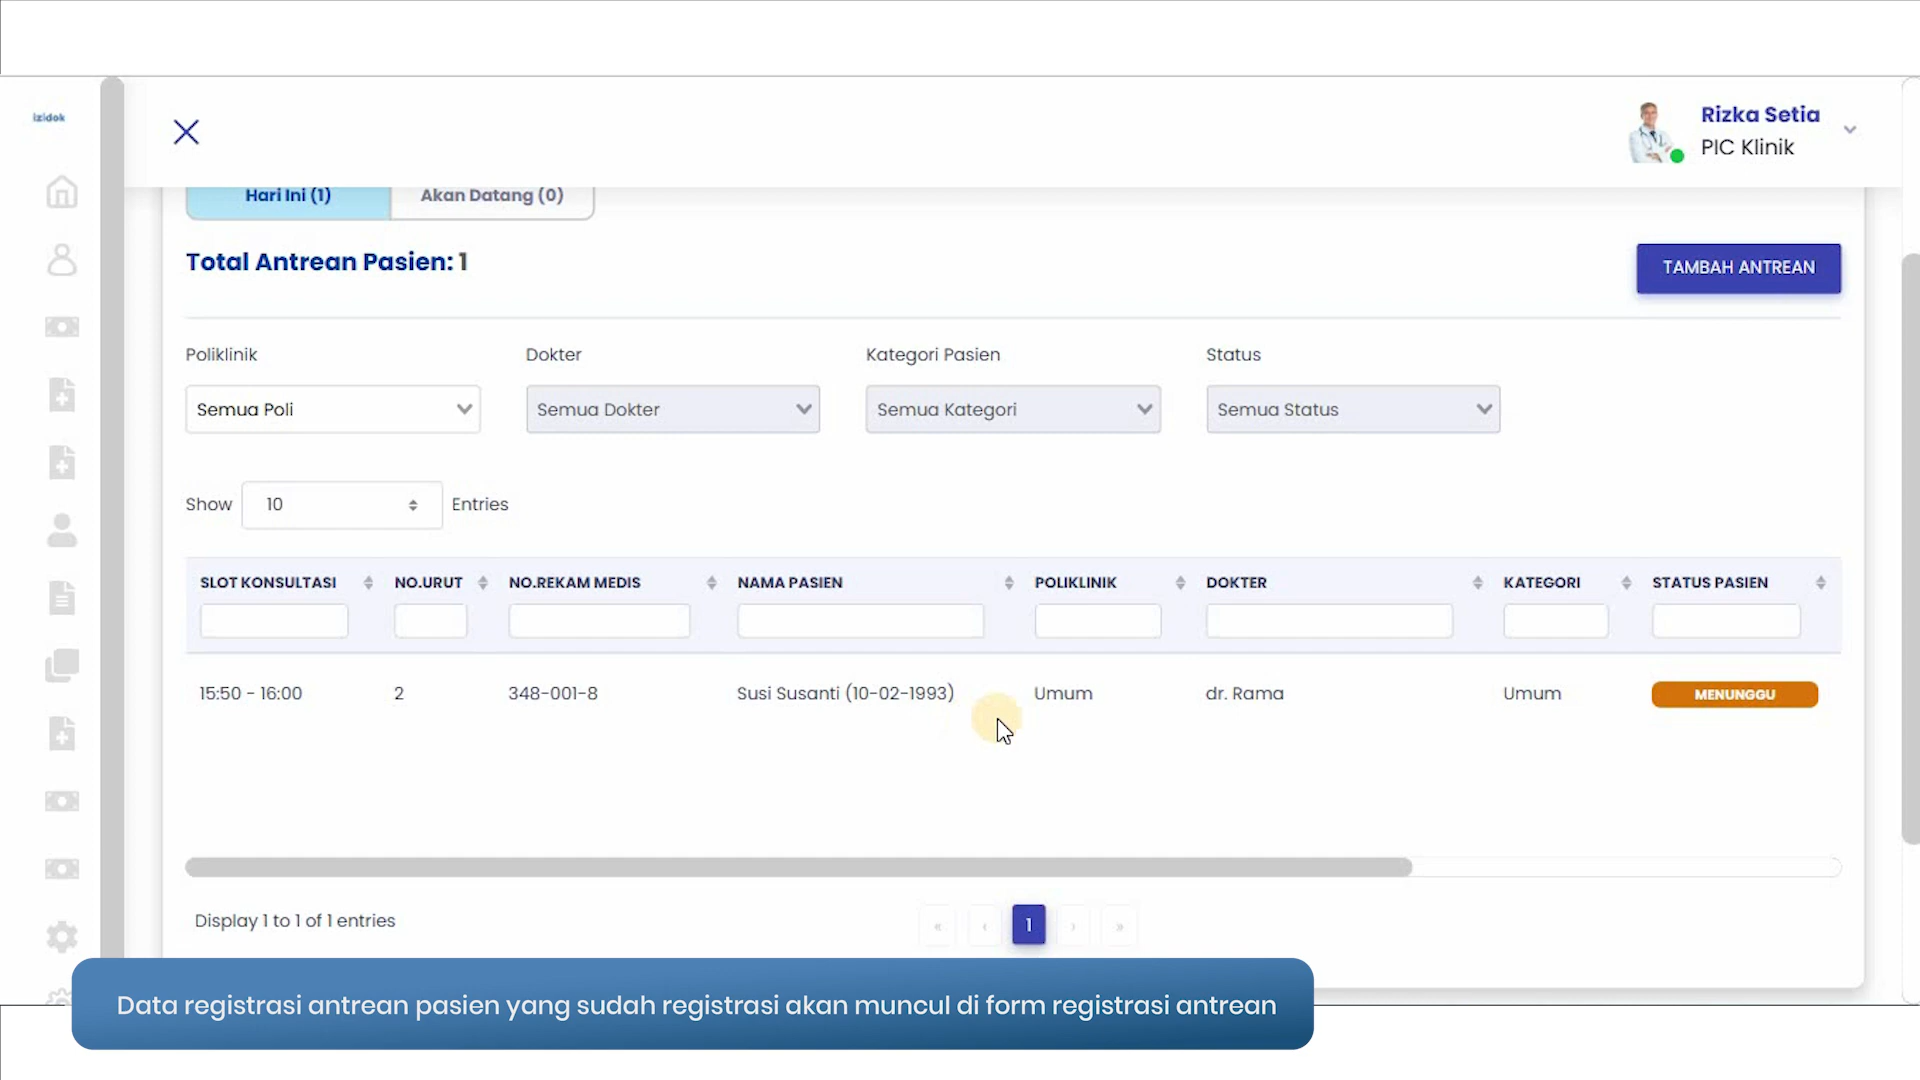 izidok
Rizka Setia
PIC Klinik
Hari Ini (1)
Akan Datang (0)
Total Antrean Pasien: 1
TAMBAH ANTREAN
Poliklinik
Dokter
Kategori Pasien
Status
Semua Poli
Semua Dokter
Semua Kategori
Semua Status
Show 10 Entries
SLOT KONSULTASI NO.URUT NO.REKAM MEDIS NAMA PASIEN POLIKLINIK DOKTER KATEGORI STATUS PASIEN
15:50 - 16:00 2 348-001-8 Susi Susanti (10-02-1993) Umum dr. Rama Umum MENUNGGU
Display 1 to 1 of 1 entries
« ‹ 1 › »
Data registrasi antrean pasien yang sudah registrasi akan muncul di form registrasi antrean